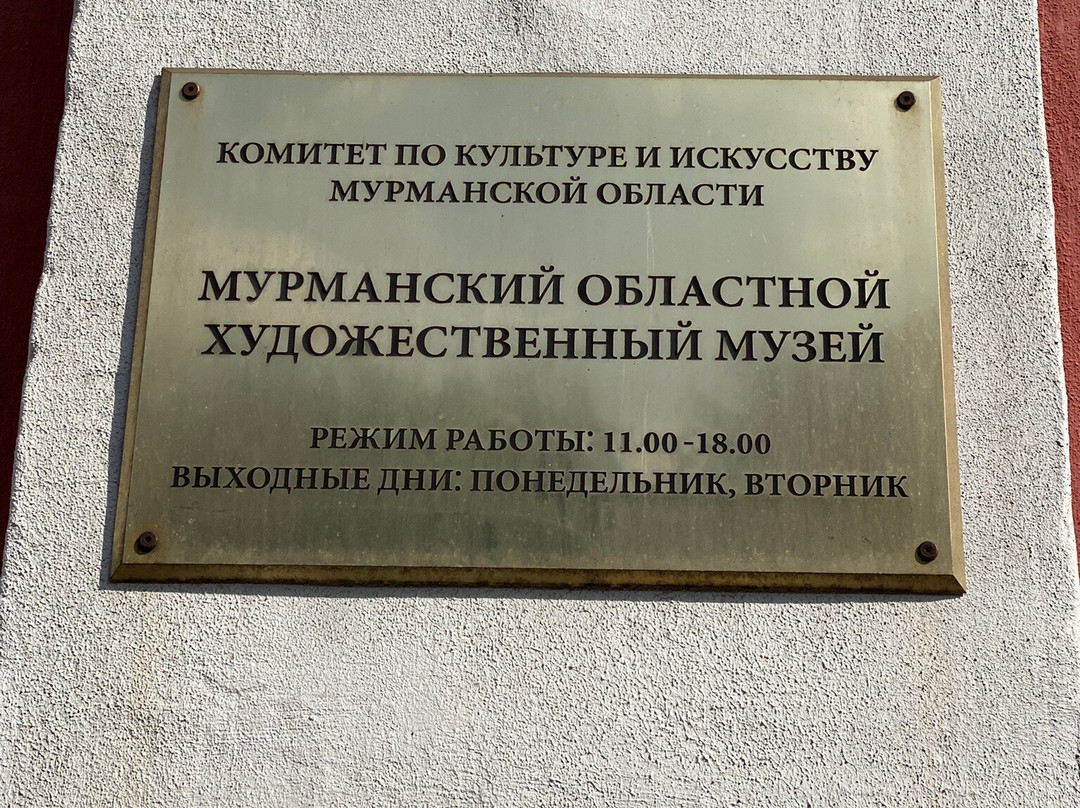 КОМИТЕТ ПО КУЛЬТУРЕ И ИСКУССТВУ
МУРМАНСКОЙ ОБЛАСТИ
МУРМАНСКИЙ ОБЛАСТНОЙ
ХУДОЖЕСТВЕННЫЙ МУЗЕЙ
РЕЖИМ РАБОТЫ: 11.00 -18.00
ВЫХОДНЫЕ ДНИ: ПОНЕДЕЛЬНИК, ВТОРНИК